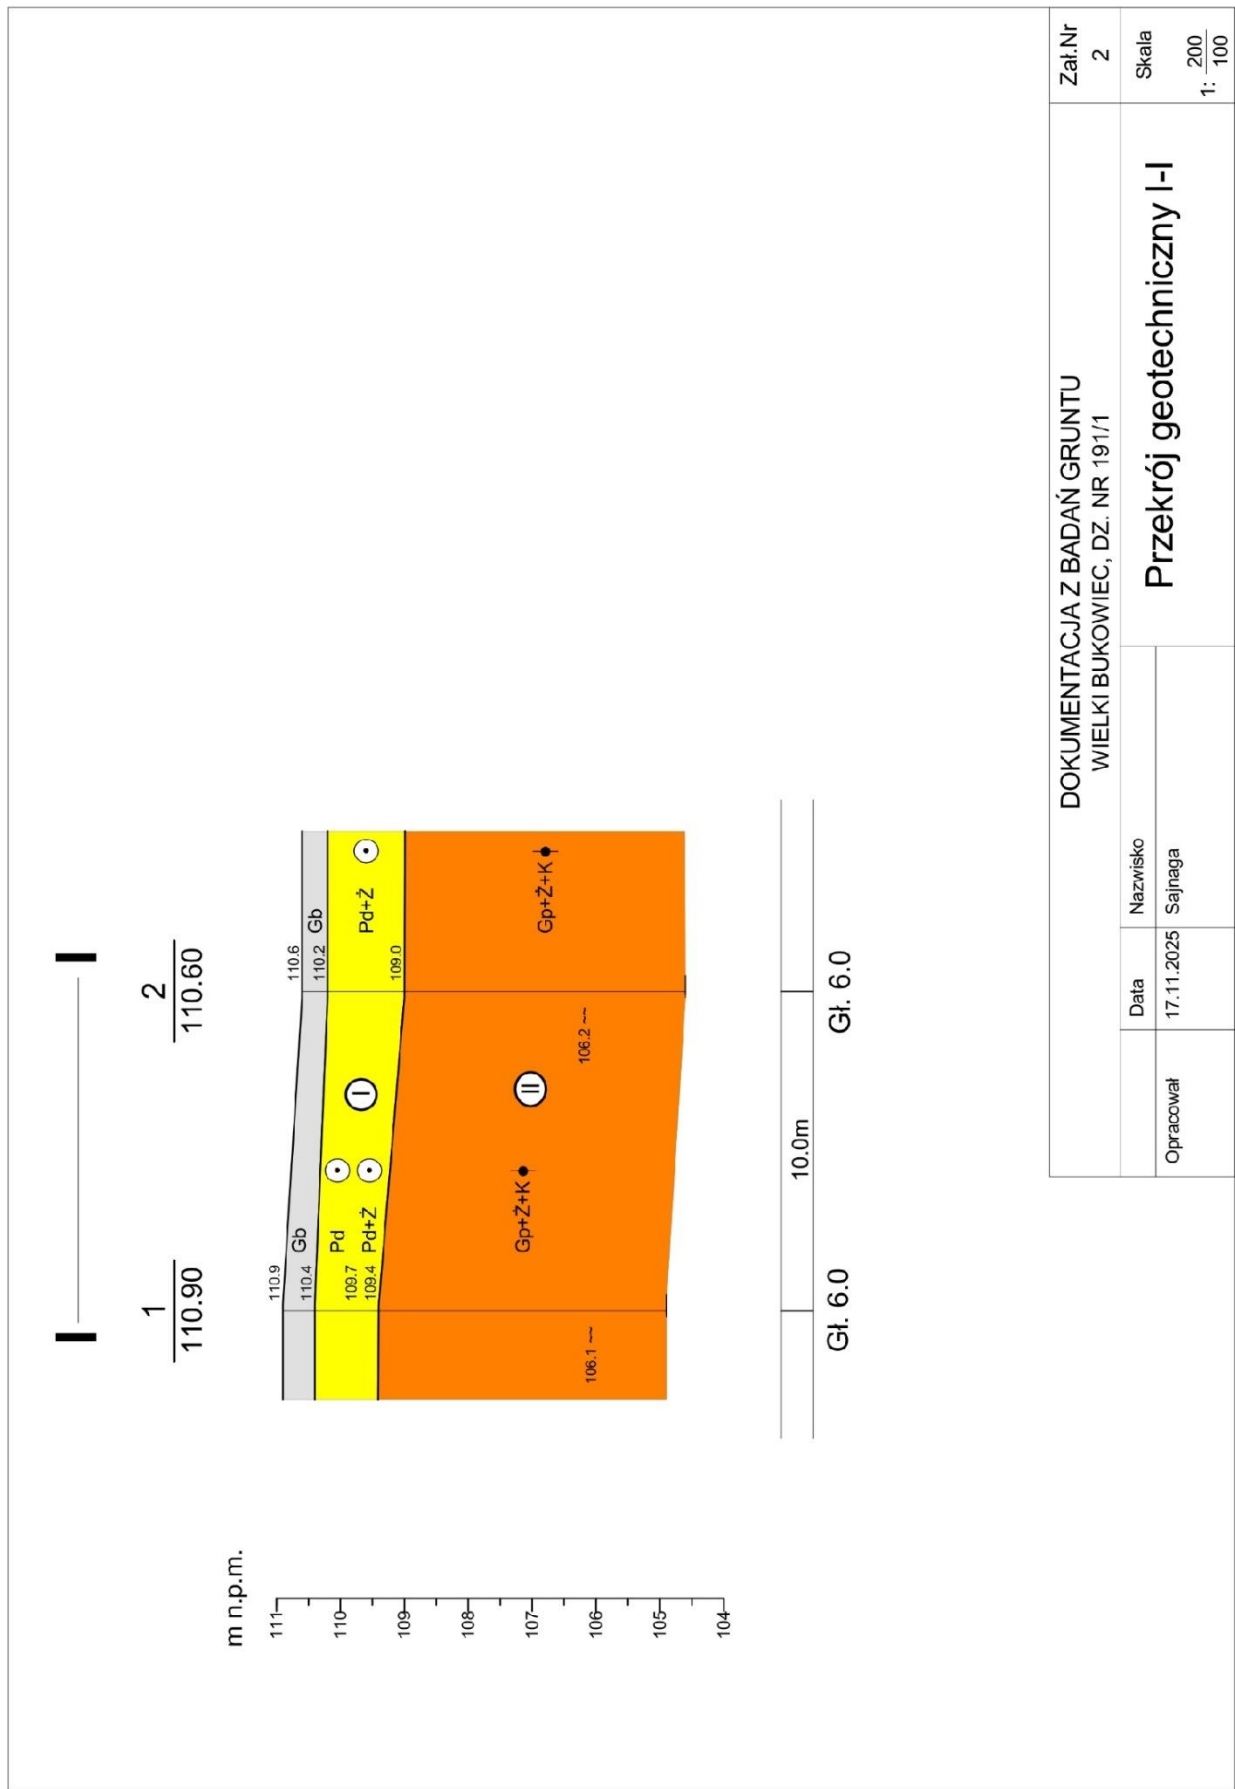 I I
1 2
110.90 110.60
m n.p.m.
111
110
109
108
107
106
105
104
110.9
110.4
109.7
109.4
Gb
Pd
Pd+Ż
Gp+Ż+K
106.1 ~~
I
II
110.6
110.2
109.0
Gb
Pd+Ż
Gp+Ż+K
106.2 ~~
10.0m
Gł. 6.0 Gł. 6.0
DOKUMENTACJA Z BADAŃ GRUNTU
WIELKI BUKOWIEC, DZ. NR 191/1
Zał.Nr
2
Data Nazwisko
Opracował 17.11.2025 Sajnaga
Przekrój geotechniczny I-I
Skala
1: 200
100